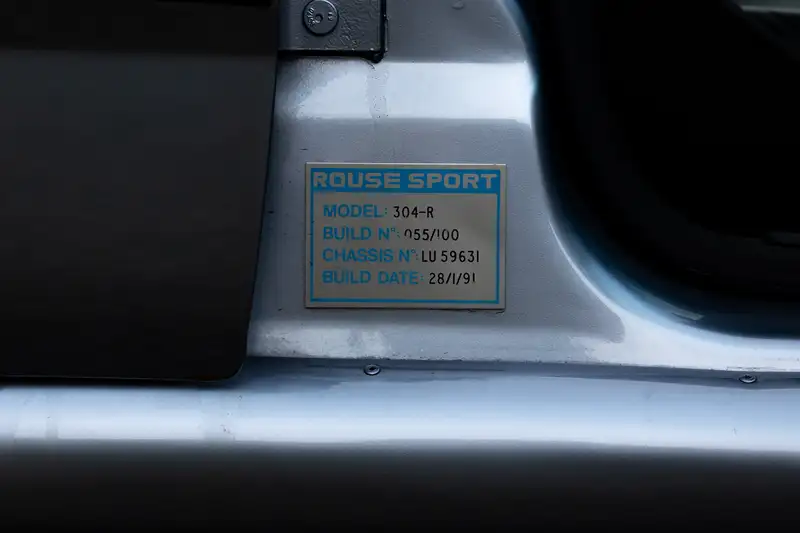 ROUSE SPORT
MODEL: 304-R
BUILD Nº: 055/100
CHASSIS Nº: LU 59631
BUILD DATE: 28/1/91